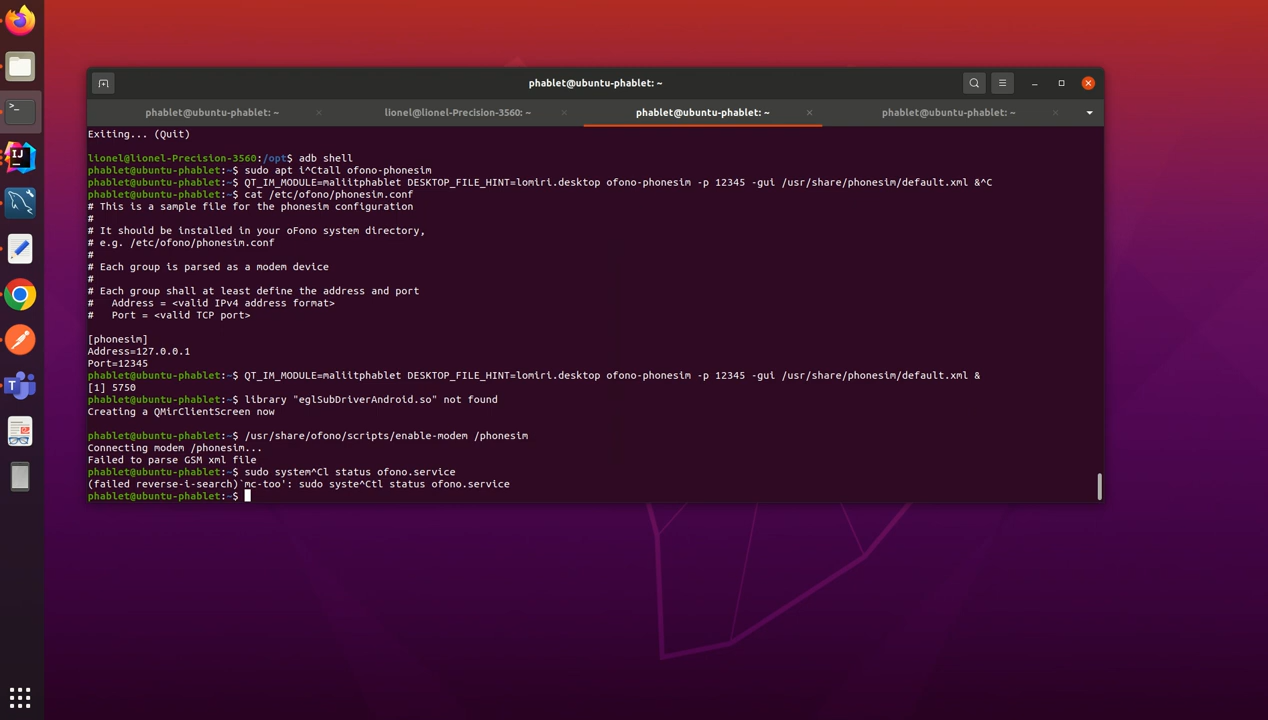 phablet@ubuntu-phablet: ~
phablet@ubuntu-phablet: ~
lionel@lionel-Precision-3560: ~
phablet@ubuntu-phablet: ~
phablet@ubuntu-phablet: ~
Exiting... (Quit)
lionel@lionel-Precision-3560:/opt$ adb shell
phablet@ubuntu-phablet:~$ sudo apt i^Ctall ofono-phonesim
phablet@ubuntu-phablet:~$ QT_IM_MODULE=maliitphablet DESKTOP_FILE_HINT=lomiri.desktop ofono-phonesim -p 12345 -gui /usr/share/phonesim/default.xml &^C
phablet@ubuntu-phablet:~$ cat /etc/ofono/phonesim.conf
# This is a sample file for the phonesim configuration
#
# It should be installed in your oFono system directory,
# e.g. /etc/ofono/phonesim.conf
#
# Each group is parsed as a modem device
#
# Each group shall at least define the address and port
#   Address = <valid IPv4 address format>
#   Port = <valid TCP port>
[phonesim]
Address=127.0.0.1
Port=12345
phablet@ubuntu-phablet:~$ QT_IM_MODULE=maliitphablet DESKTOP_FILE_HINT=lomiri.desktop ofono-phonesim -p 12345 -gui /usr/share/phonesim/default.xml &
[1] 5750
phablet@ubuntu-phablet:~$ library "eglSubDriverAndroid.so" not found
Creating a QMirClientScreen now
phablet@ubuntu-phablet:~$ /usr/share/ofono/scripts/enable-modem /phonesim
Connecting modem /phonesim...
Failed to parse GSM xml file
phablet@ubuntu-phablet:~$ sudo system^Cl status ofono.service
(failed reverse-i-search)`mc-too': sudo syste^Ctl status ofono.service
phablet@ubuntu-phablet:~$